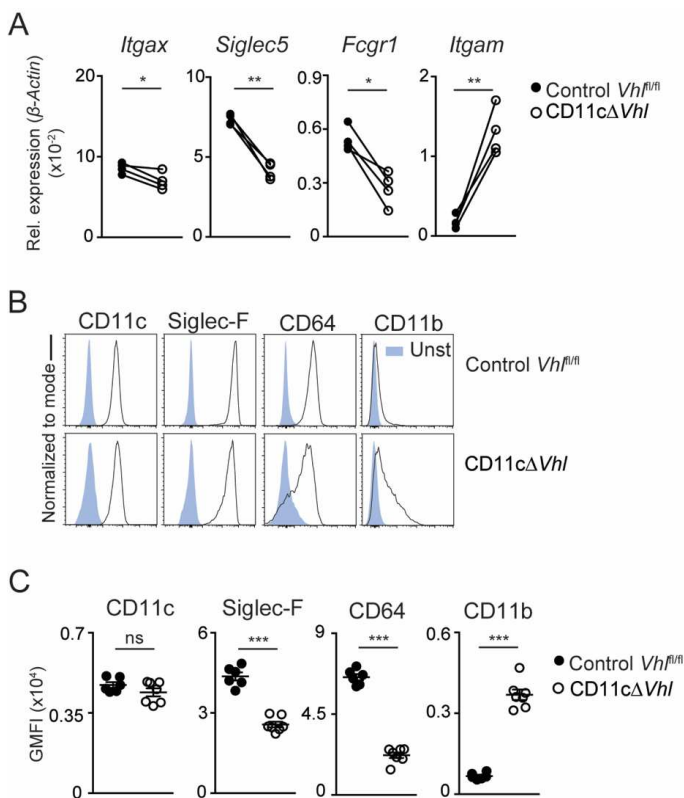 A
Itgax Siglec5 Fcgr1 Itgam
* ** * **
Rel. expression (β-Actin)
(x10⁻²)
20
10
0
10
5
0
0.9
0.6
0.3
0
2
1
0
Control Vhlfl/fl
CD11cΔVhl
B
CD11c Siglec-F CD64 CD11b
Unst
Control Vhlfl/fl
CD11cΔVhl
Normalized to mode
C
CD11c Siglec-F CD64 CD11b
ns *** *** ***
GMFI (x10⁴)
0.7
0.35
0
6
3
0
9
4.5
0
0.6
0.3
0
Control Vhlfl/fl
CD11cΔVhl